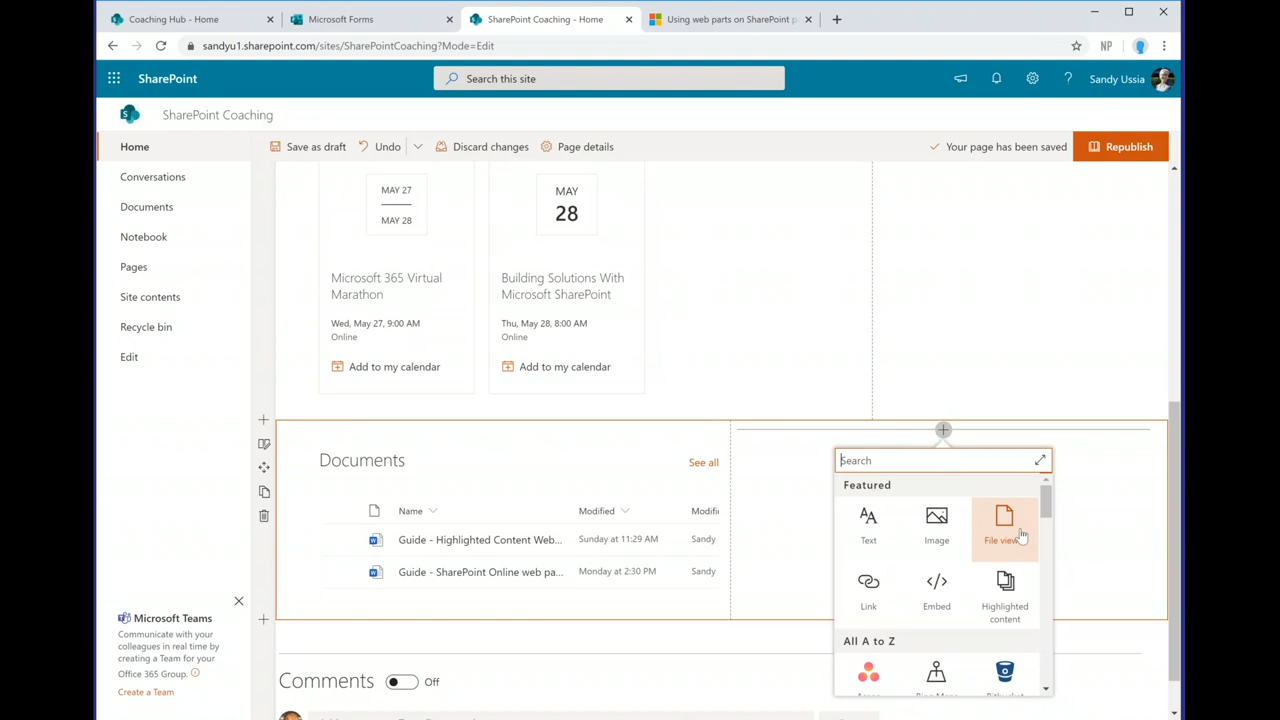 Coaching Hub - Home
Microsoft Forms
SharePoint Coaching - Home
Using web parts on SharePoint p
sandyu1.sharepoint.com/sites/SharePointCoaching?Mode=Edit
NP
SharePoint
Search this site
Sandy Ussia
SharePoint Coaching
Home
Save as draft
Undo
Discard changes
Page details
Your page has been saved
Republish
Conversations
Documents
Notebook
Pages
Site contents
Recycle bin
Edit
MAY 27
MAY 28
Microsoft 365 Virtual
Marathon
Wed, May 27, 9:00 AM
Online
Add to my calendar
MAY
28
Building Solutions With
Microsoft SharePoint
Thu, May 28, 8:00 AM
Online
Add to my calendar
Documents
See all
Name
Modified
Modifi
Guide - Highlighted Content Web...
Sunday at 11:29 AM
Sandy
Guide - SharePoint Online web pa...
Monday at 2:30 PM
Sandy
Search
Featured
Text
Image
File view
Link
Embed
Highlighted
content
All A to Z
Microsoft Teams
Communicate with your
colleagues in real time by
creating a Team for your
Office 365 Group.
Create a Team
Comments
Off